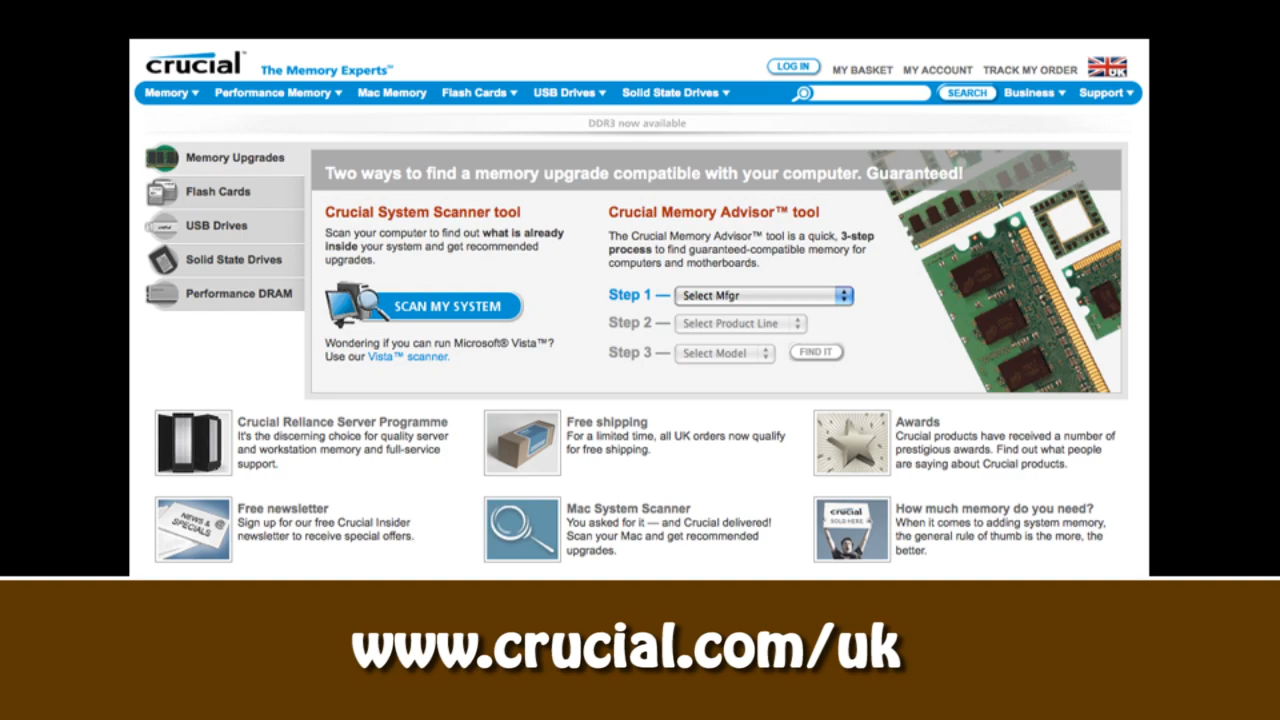 crucial™ The Memory Experts™
LOG IN MY BASKET MY ACCOUNT TRACK MY ORDER UK
Memory Performance Memory Mac Memory Flash Cards USB Drives Solid State Drives SEARCH Business Support
DDR3 now available
Memory Upgrades
Flash Cards
USB Drives
Solid State Drives
Performance DRAM
Two ways to find a memory upgrade compatible with your computer. Guaranteed!
Crucial System Scanner tool
Scan your computer to find out what is already
inside your system and get recommended
upgrades.
SCAN MY SYSTEM
Wondering if you can run Microsoft® Vista™?
Use our Vista™ scanner.
Crucial Memory Advisor™ tool
The Crucial Memory Advisor™ tool is a quick, 3-step
process to find guaranteed-compatible memory for
computers and motherboards.
Step 1 — Select Mfgr
Step 2 — Select Product Line
Step 3 — Select Model FIND IT
Crucial Reliance Server Programme
It's the discerning choice for quality server
and workstation memory and full-service
support.
Free shipping
For a limited time, all UK orders now qualify
for free shipping.
Awards
Crucial products have received a number of
prestigious awards. Find out what people
are saying about Crucial products.
NEWS &
SPECIALS
Free newsletter
Sign up for our free Crucial Insider
newsletter to receive special offers.
Mac System Scanner
You asked for it — and Crucial delivered!
Scan your Mac and get recommended
upgrades.
crucial
SOLD HERE
How much memory do you need?
When it comes to adding system memory,
the general rule of thumb is the more, the
better.
www.crucial.com/uk